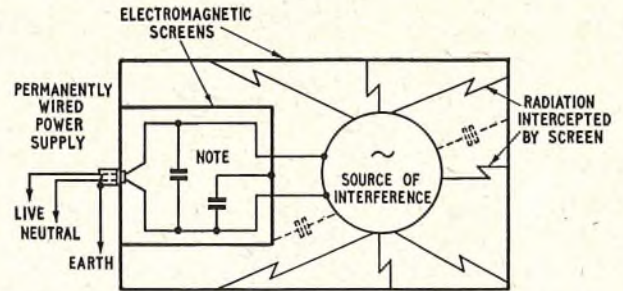 ELECTROMAGNETIC
SCREENS
PERMANENTLY
WIRED
POWER
SUPPLY
NOTE
RADIATION
INTERCEPTED
BY SCREEN
~
SOURCE OF
INTERFERENCE
LIVE
NEUTRAL
EARTH